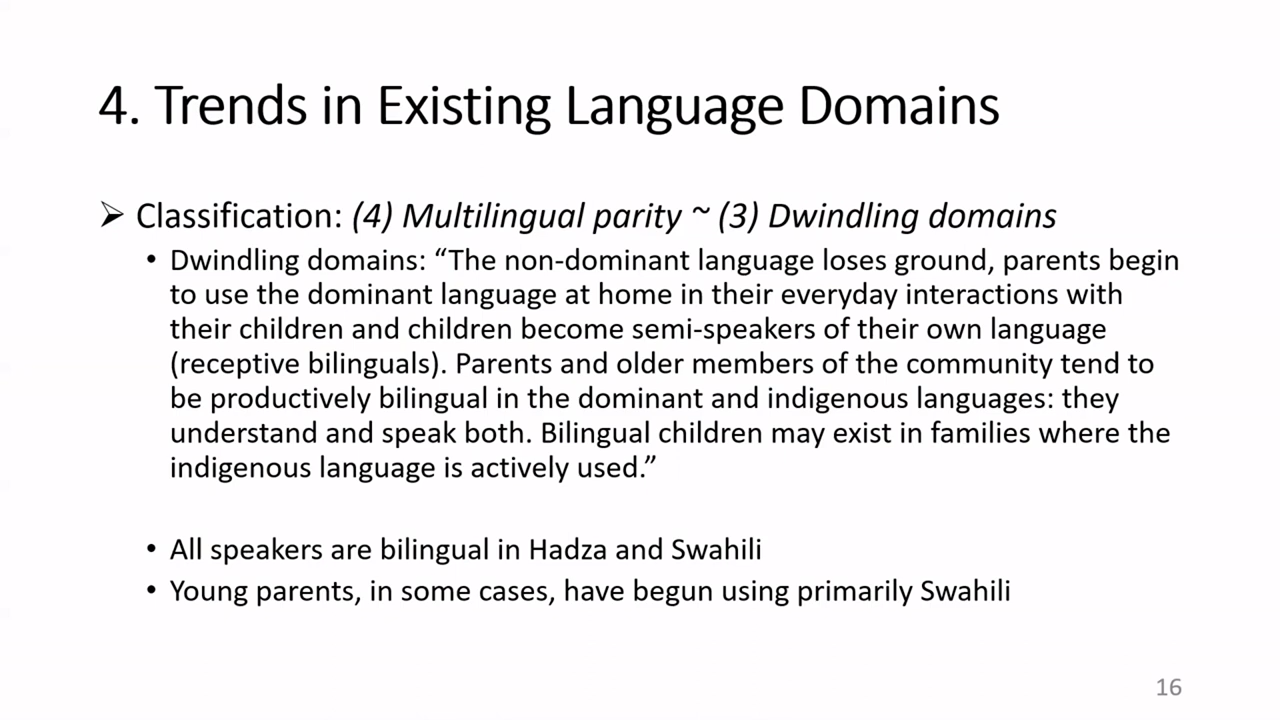 4. Trends in Existing Language Domains
➢ Classification: (4) Multilingual parity ~ (3) Dwindling domains
• Dwindling domains: “The non-dominant language loses ground, parents begin
to use the dominant language at home in their everyday interactions with
their children and children become semi-speakers of their own language
(receptive bilinguals). Parents and older members of the community tend to
be productively bilingual in the dominant and indigenous languages: they
understand and speak both. Bilingual children may exist in families where the
indigenous language is actively used.”
• All speakers are bilingual in Hadza and Swahili
• Young parents, in some cases, have begun using primarily Swahili
16